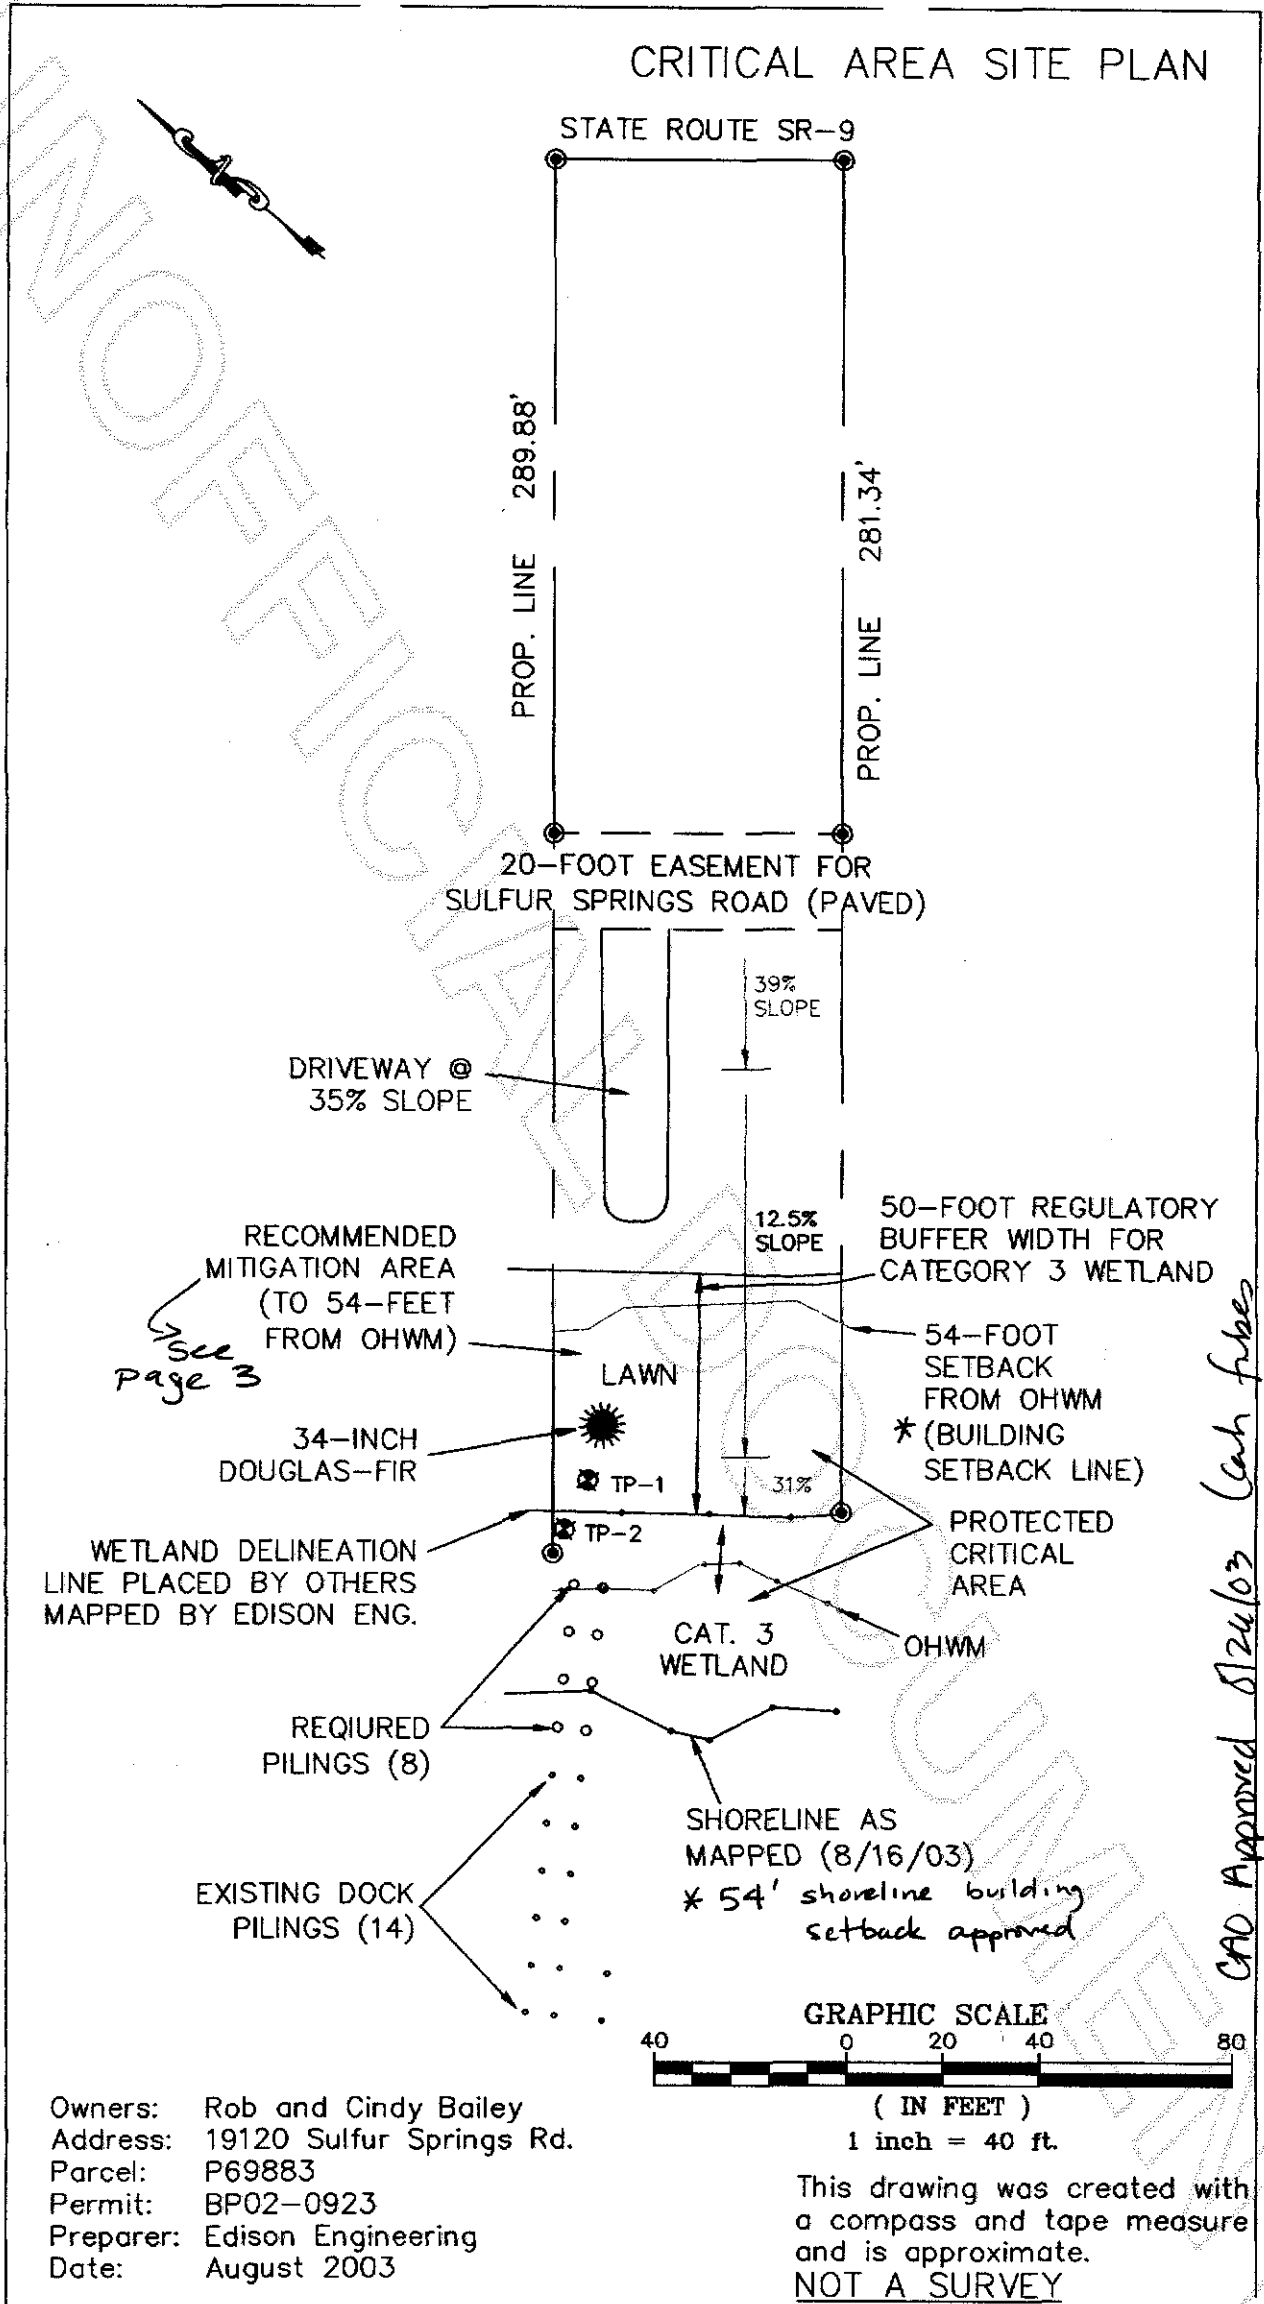 CRITICAL AREA SITE PLAN
STATE ROUTE SR-9
PROP. LINE 289.88'
PROP. LINE 281.34'
20-FOOT EASEMENT FOR
SULFUR SPRINGS ROAD (PAVED)
39%
SLOPE
DRIVEWAY @
35% SLOPE
12.5%
SLOPE
50-FOOT REGULATORY
BUFFER WIDTH FOR
CATEGORY 3 WETLAND
RECOMMENDED
MITIGATION AREA
(TO 54-FEET
FROM OHWM)
See
page 3
54-FOOT
SETBACK
FROM OHWM
* (BUILDING
SETBACK LINE)
LAWN
34-INCH
DOUGLAS-FIR
TP-1
31%
TP-2
WETLAND DELINEATION
LINE PLACED BY OTHERS
MAPPED BY EDISON ENG.
PROTECTED
CRITICAL
AREA
CAT. 3
WETLAND
OHWM
REQIURED
PILINGS (8)
SHORELINE AS
MAPPED (8/16/03)
* 54' shoreline building
setback approved
EXISTING DOCK
PILINGS (14)
CAO Approved 8/26/03
GRAPHIC SCALE
40 0 20 40 80
( IN FEET )
1 inch = 40 ft.
Owners: Rob and Cindy Bailey
Address: 19120 Sulfur Springs Rd.
Parcel: P69883
Permit: BP02-0923
Preparer: Edison Engineering
Date: August 2003
This drawing was created with
a compass and tape measure
and is approximate.
NOT A SURVEY
UNOFFICIAL DOCUMENT